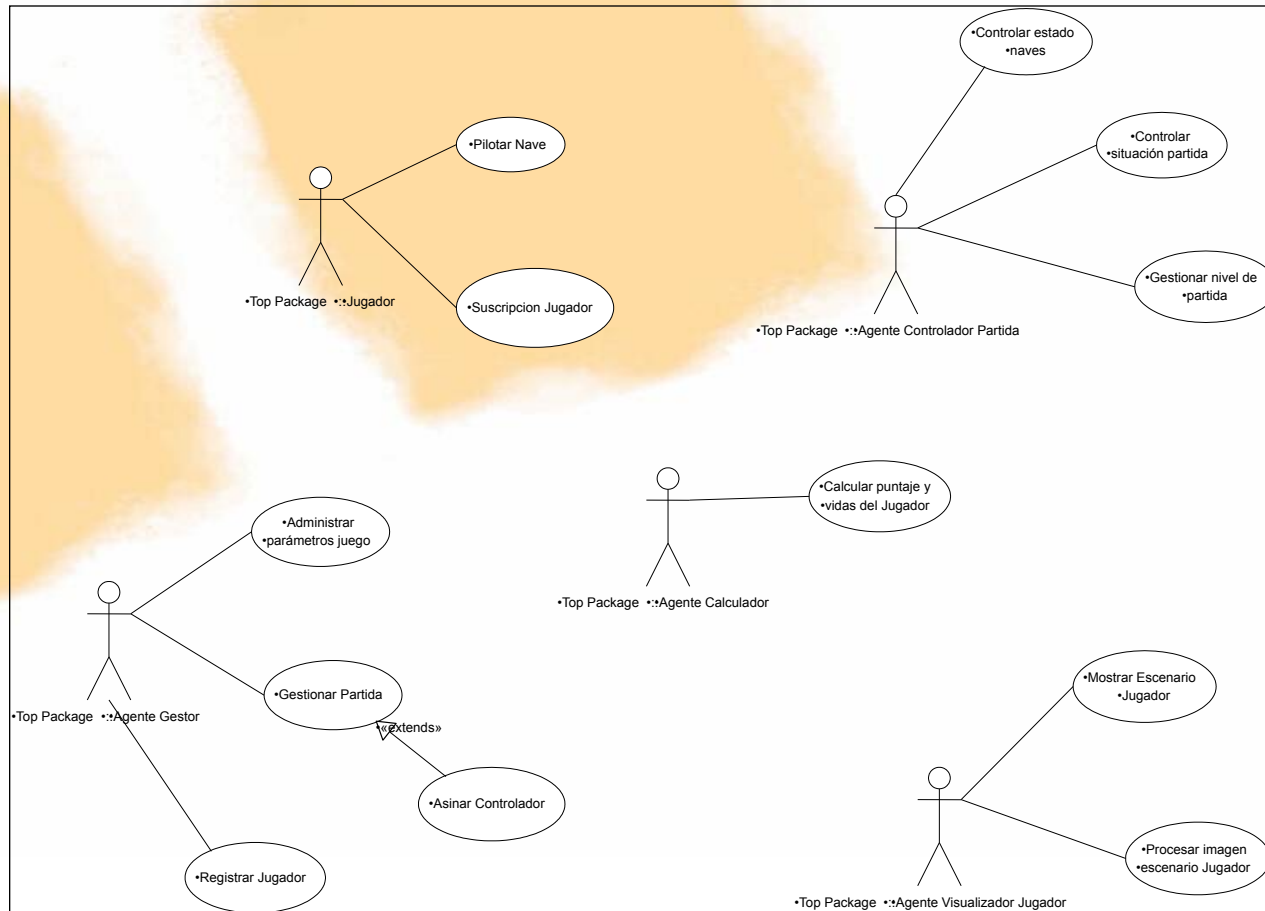 •Controlar estado
•naves
•Pilotar Nave
•Controlar
•situación partida
•Suscripcion Jugador
•Gestionar nivel de
•partida
•Top Package •::•Jugador
•Top Package •::•Agente Controlador Partida
•Calcular puntaje y
•vidas del Jugador
•Administrar
•parámetros juego
•Top Package •::•Agente Calculador
•Gestionar Partida
•Mostrar Escenario
•Jugador
•Top Package •::•Agente Gestor
•«extends»
•Asinar Controlador
•Procesar imagen
•escenario Jugador
•Registrar Jugador
•Top Package •::•Agente Visualizador Jugador